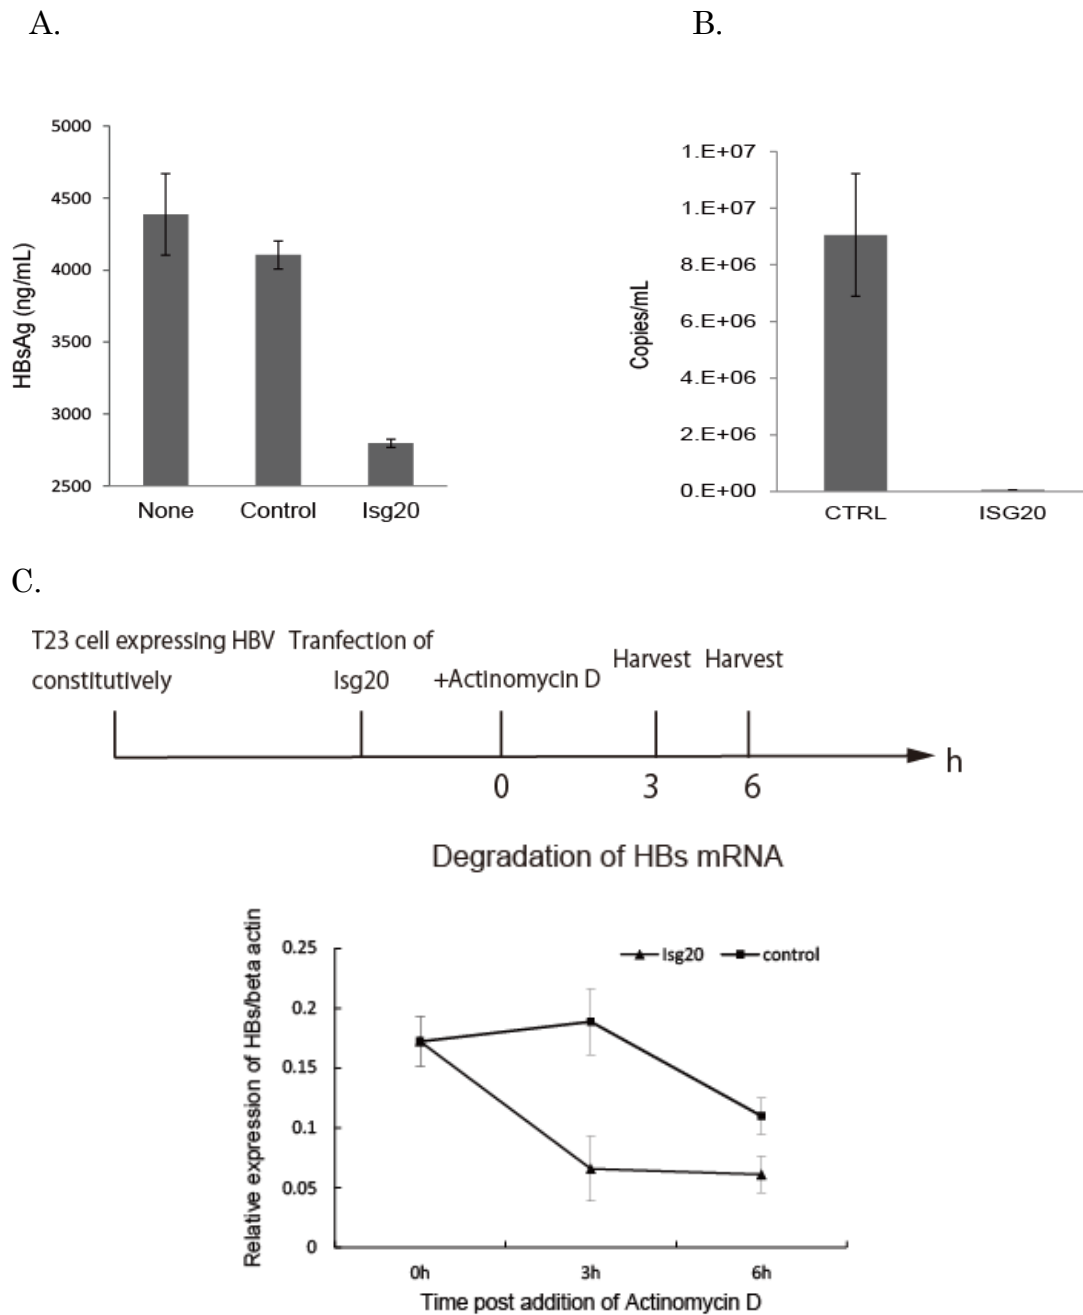 A.
B.
5000
4500
4000
3500
3000
2500
HBsAg (ng/mL)
None Control Isg20
1.E+07
1.E+07
8.E+06
6.E+06
4.E+06
2.E+06
0.E+00
Copies/mL
CTRL ISG20
C.
T23 cell expressing HBV
constitutively
Tranfection of
Isg20
+Actinomycin D
Harvest Harvest
h
0 3 6
Degradation of HBs mRNA
Relative expression of HBs/beta actin
0.25
0.2
0.15
0.1
0.05
0
Isg20 control
0h 3h 6h
Time post addition of Actinomycin D